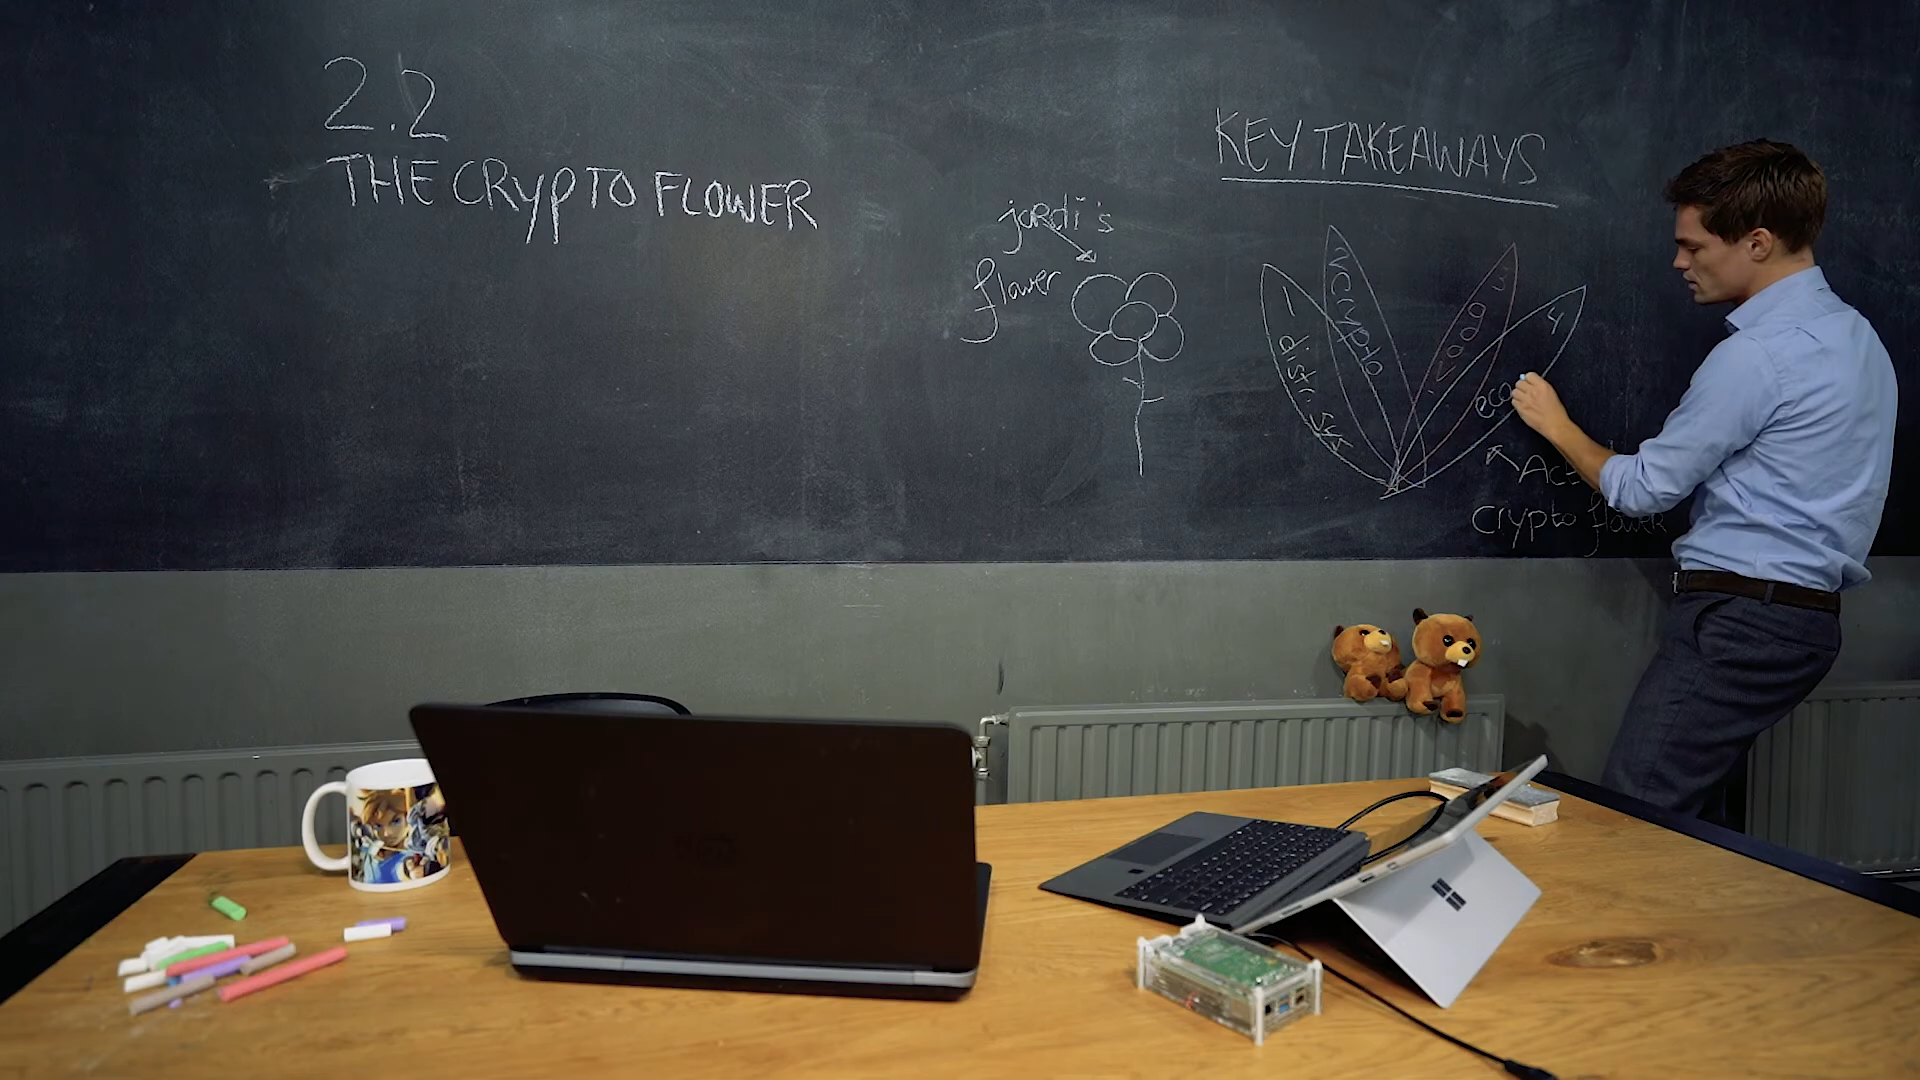 2.2
THE CRYPTO FLOWER
KEY TAKEAWAYS
jordi's
flower
1 distr. sys
2 crypto
3
4
eco
crypto flower